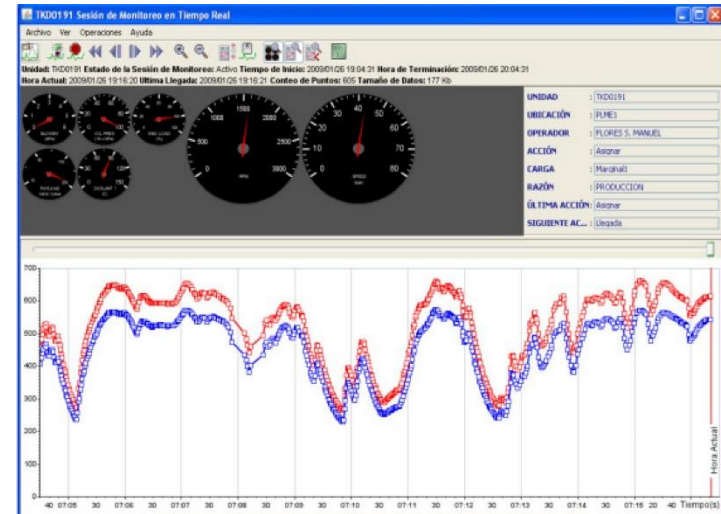 TKD0191 Sesión de Monitoreo en Tiempo Real
Archivo Ver Operaciones Ayuda
Unidad: TKD0191 Estado de la Sesión de Monitoreo: Activo Tiempo de Inicio: 2009/01/26 19:04:31 Hora de Terminación: 2009/01/26 20:04:31
Hora Actual: 2009/01/26 19:16:20 Ultima Llegada: 2009/01/26 19:16:21 Conteo de Puntos: 605 Tamaño de Datos: 177 Kb
UNIDAD : TKD0191
UBICACIÓN : PLME1
OPERADOR : FLORES S. MANUEL
ACCIÓN : Asignar
CARGA : Marginal1
RAZÓN : PRODUCCION
ÚLTIMA ACCIÓN: Asignar
SIGUIENTE AC... : Llegada
0 500 1000 1500 2000 2500 3000
RPM
0 10 20 30 40 50 60 70 80
SPEED
700
600
500
400
300
200
100
0
40 07:05 30 07:06 30 07:07 30 07:08 30 07:09 30 07:10 30 07:11 30 07:12 30 07:13 30 07:14 30 07:15 20 40 Tiempo(s)
Hora Actual